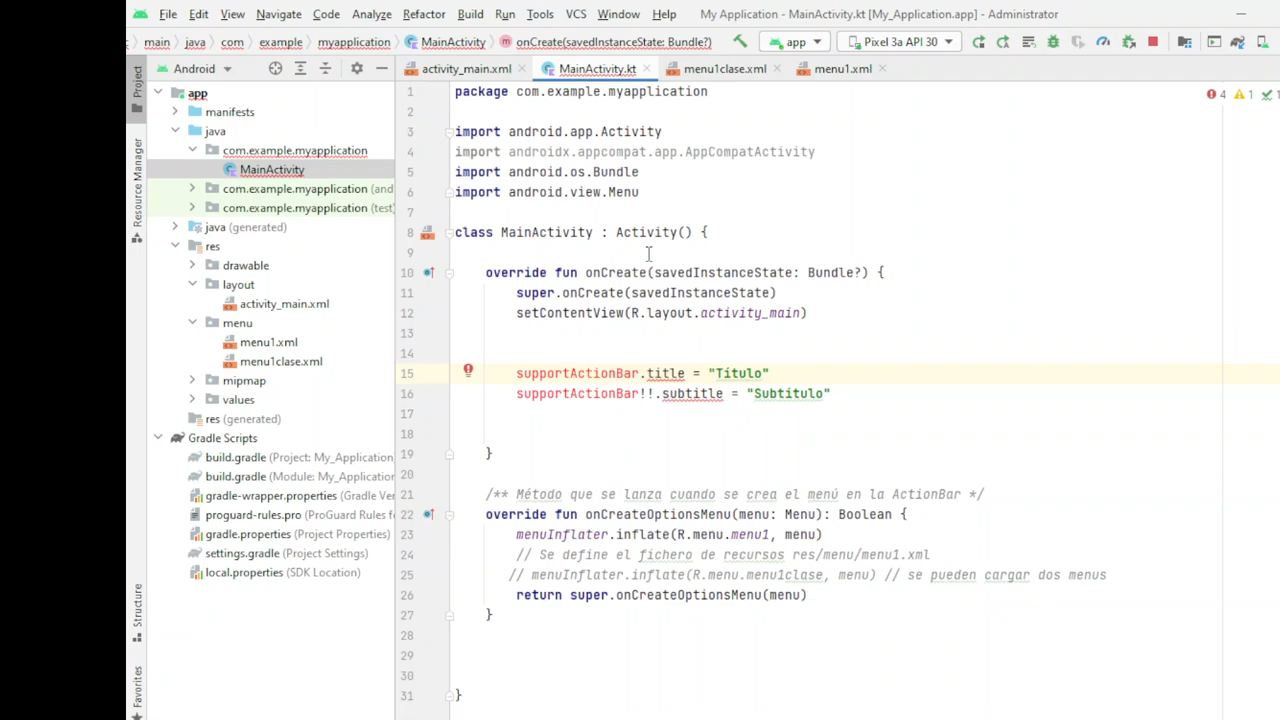 File Edit View Navigate Code Analyze Refactor Build Run Tools VCS Window Help My Application - MainActivity.kt [My_Application.app] - Administrator
main java com example myapplication MainActivity onCreate(savedInstanceState: Bundle?) app Pixel 3a API 30
Project
Resource Manager
Structure
Favorites
Android
activity_main.xml MainActivity.kt menu1clase.xml menu1.xml
app
manifests
java
com.example.myapplication
MainActivity
com.example.myapplication (and
com.example.myapplication (test)
java (generated)
res
drawable
layout
activity_main.xml
menu
menu1.xml
menu1clase.xml
mipmap
values
res (generated)
Gradle Scripts
build.gradle (Project: My_Application
build.gradle (Module: My_Application
gradle-wrapper.properties (Gradle Ver
proguard-rules.pro (ProGuard Rules f
gradle.properties (Project Properties)
settings.gradle (Project Settings)
local.properties (SDK Location)
4 1 1
1 package com.example.myapplication
2
3 import android.app.Activity
4 import androidx.appcompat.app.AppCompatActivity
5 import android.os.Bundle
6 import android.view.Menu
7
8 class MainActivity : Activity() {
9
10 override fun onCreate(savedInstanceState: Bundle?) {
11 super.onCreate(savedInstanceState)
12 setContentView(R.layout.activity_main)
13
14
15 supportActionBar.title = "Titulo"
16 supportActionBar!!.subtitle = "Subtitulo"
17
18
19 }
20
21 /** Método que se lanza cuando se crea el menú en la ActionBar */
22 override fun onCreateOptionsMenu(menu: Menu): Boolean {
23 menuInflater.inflate(R.menu.menu1, menu)
24 // Se define el fichero de recursos res/menu/menu1.xml
25 // menuInflater.inflate(R.menu.menu1clase, menu) // se pueden cargar dos menus
26 return super.onCreateOptionsMenu(menu)
27 }
28
29
30
31 }